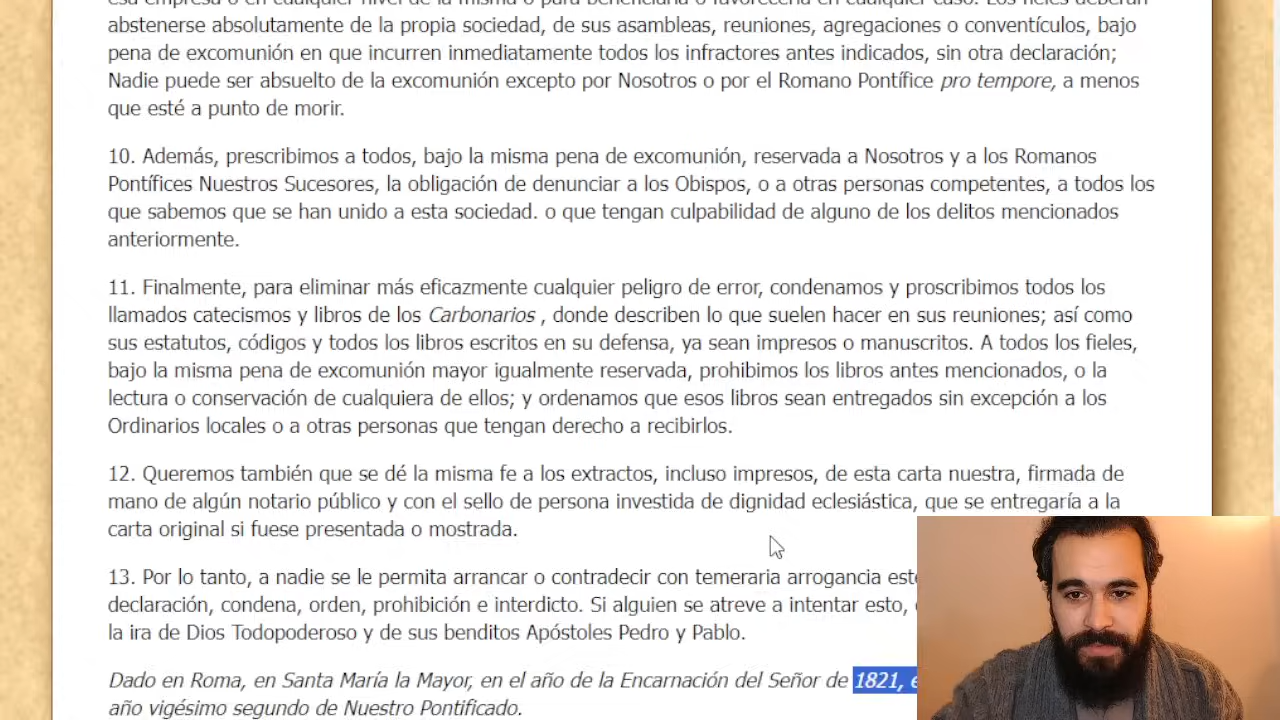 esa empresa o en cualquier nivel de la misma o para beneficiarla o favorecerla en cualquier caso. Los fieles deberán
abstenerse absolutamente de la propia sociedad, de sus asambleas, reuniones, agregaciones o conventículos, bajo
pena de excomunión en que incurren inmediatamente todos los infractores antes indicados, sin otra declaración;
Nadie puede ser absuelto de la excomunión excepto por Nosotros o por el Romano Pontífice pro tempore, a menos
que esté a punto de morir.
10. Además, prescribimos a todos, bajo la misma pena de excomunión, reservada a Nosotros y a los Romanos
Pontífices Nuestros Sucesores, la obligación de denunciar a los Obispos, o a otras personas competentes, a todos los
que sabemos que se han unido a esta sociedad. o que tengan culpabilidad de alguno de los delitos mencionados
anteriormente.
11. Finalmente, para eliminar más eficazmente cualquier peligro de error, condenamos y proscribimos todos los
llamados catecismos y libros de los Carbonarios , donde describen lo que suelen hacer en sus reuniones; así como
sus estatutos, códigos y todos los libros escritos en su defensa, ya sean impresos o manuscritos. A todos los fieles,
bajo la misma pena de excomunión mayor igualmente reservada, prohibimos los libros antes mencionados, o la
lectura o conservación de cualquiera de ellos; y ordenamos que esos libros sean entregados sin excepción a los
Ordinarios locales o a otras personas que tengan derecho a recibirlos.
12. Queremos también que se dé la misma fe a los extractos, incluso impresos, de esta carta nuestra, firmada de
mano de algún notario público y con el sello de persona investida de dignidad eclesiástica, que se entregaría a la
carta original si fuese presentada o mostrada.
13. Por lo tanto, a nadie se le permita arrancar o contradecir con temeraria arrogancia
declaración, condena, orden, prohibición e interdicto. Si alguien se atreve a intentar esto,
la ira de Dios Todopoderoso y de sus benditos Apóstoles Pedro y Pablo.
Dado en Roma, en Santa María la Mayor, en el año de la Encarnación del Señor de 1821,
año vigésimo segundo de Nuestro Pontificado.